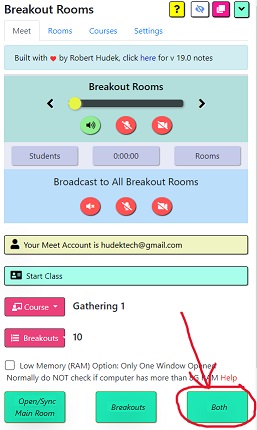 Breakout Rooms
?
Meet Rooms Courses Settings
Built with ❤ by Robert Hudek, click here for v 19.0 notes
Breakout Rooms
Students 0:00:00 Rooms
Broadcast to All Breakout Rooms
Your Meet Account is hudektech@gmail.com
Start Class
Course Gathering 1
Breakouts 10
Low Memory (RAM) Option: Only One Window Opened
Normally do NOT check if computer has more than 8G RAM Help
Open/Sync Breakouts Both
Main Room